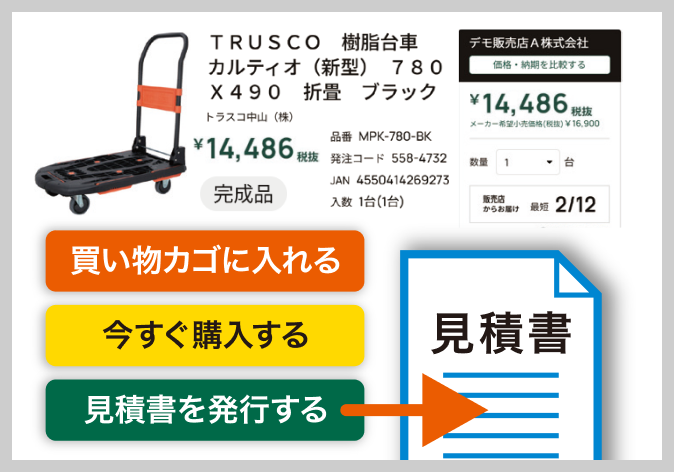 TRUSCO 樹脂台車
カルティオ（新型） 780
X490 折畳 ブラック
トラスコ中山（株）
¥14,486 税抜
完成品
品番 MPK-780-BK
発注コード 558-4732
JAN 4550414269273
入数 1台(1台)
デモ販売店A株式会社
価格・納期を比較する
¥14,486 税抜
メーカー希望小売価格(税抜) ¥16,900
数量 1 台
販売店
からお届け 最短 2/12
買い物カゴに入れる
今すぐ購入する
見積書を発行する
見積書